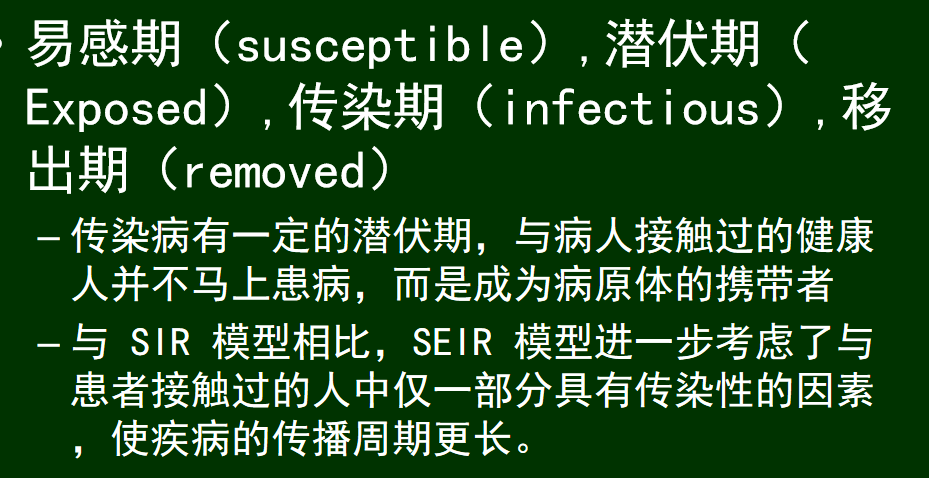 • 易感期（susceptible）,潜伏期（
Exposed）,传染期（infectious）,移
出期（removed）
– 传染病有一定的潜伏期，与病人接触过的健康
人并不马上患病，而是成为病原体的携带者
– 与 SIR 模型相比，SEIR 模型进一步考虑了与
患者接触过的人中仅一部分具有传染性的因素
，使疾病的传播周期更长。